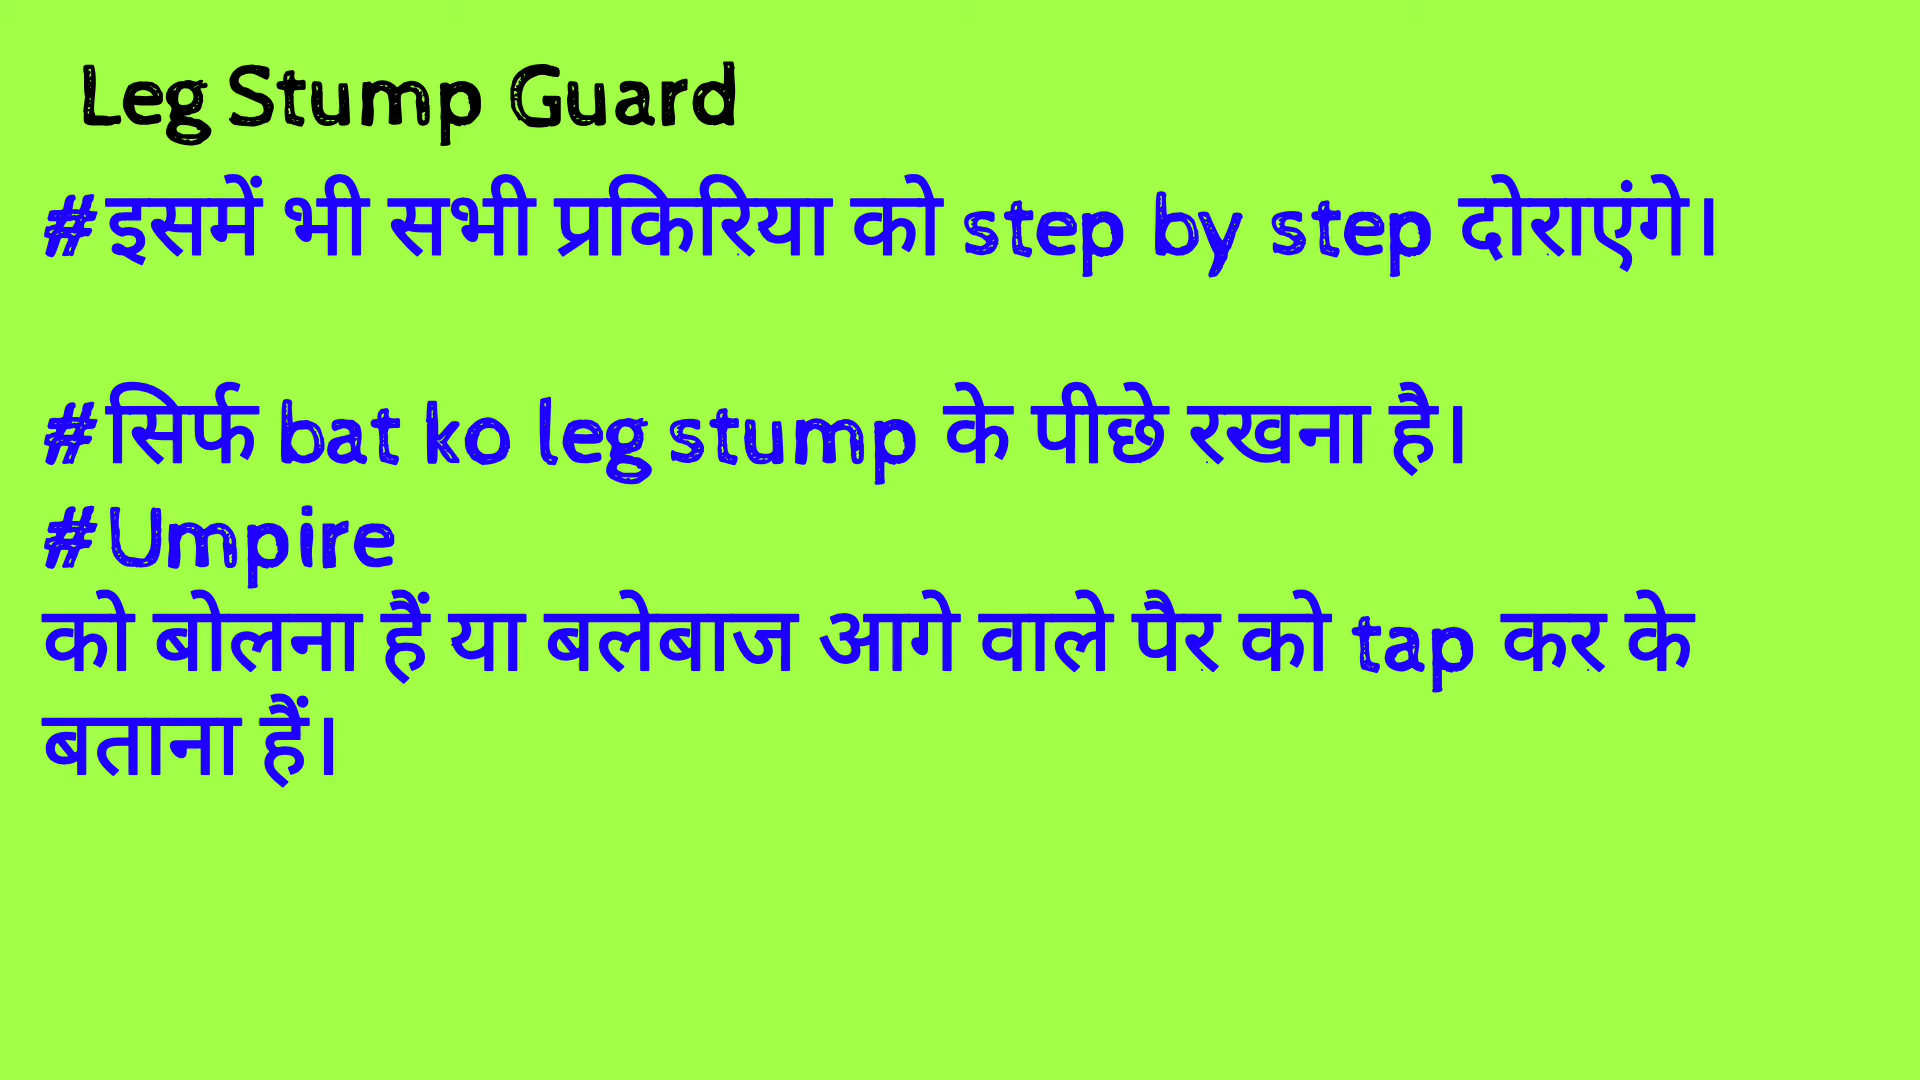 Leg Stump Guard
#इसमें भी सभी प्रकिरिया को step by step दोराएंगे।
#सिर्फ bat ko leg stump के पीछे रखना है।
#Umpire
को बोलना हैं या बलेबाज आगे वाले पैर को tap कर के
बताना हैं।